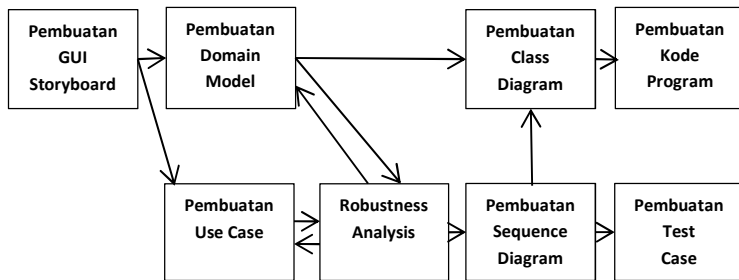 Pembuatan
GUI
Storyboard
Pembuatan
Domain
Model
Pembuatan
Class
Diagram
Pembuatan
Kode
Program
Pembuatan
Use Case
Robustness
Analysis
Pembuatan
Sequence
Diagram
Pembuatan
Test
Case